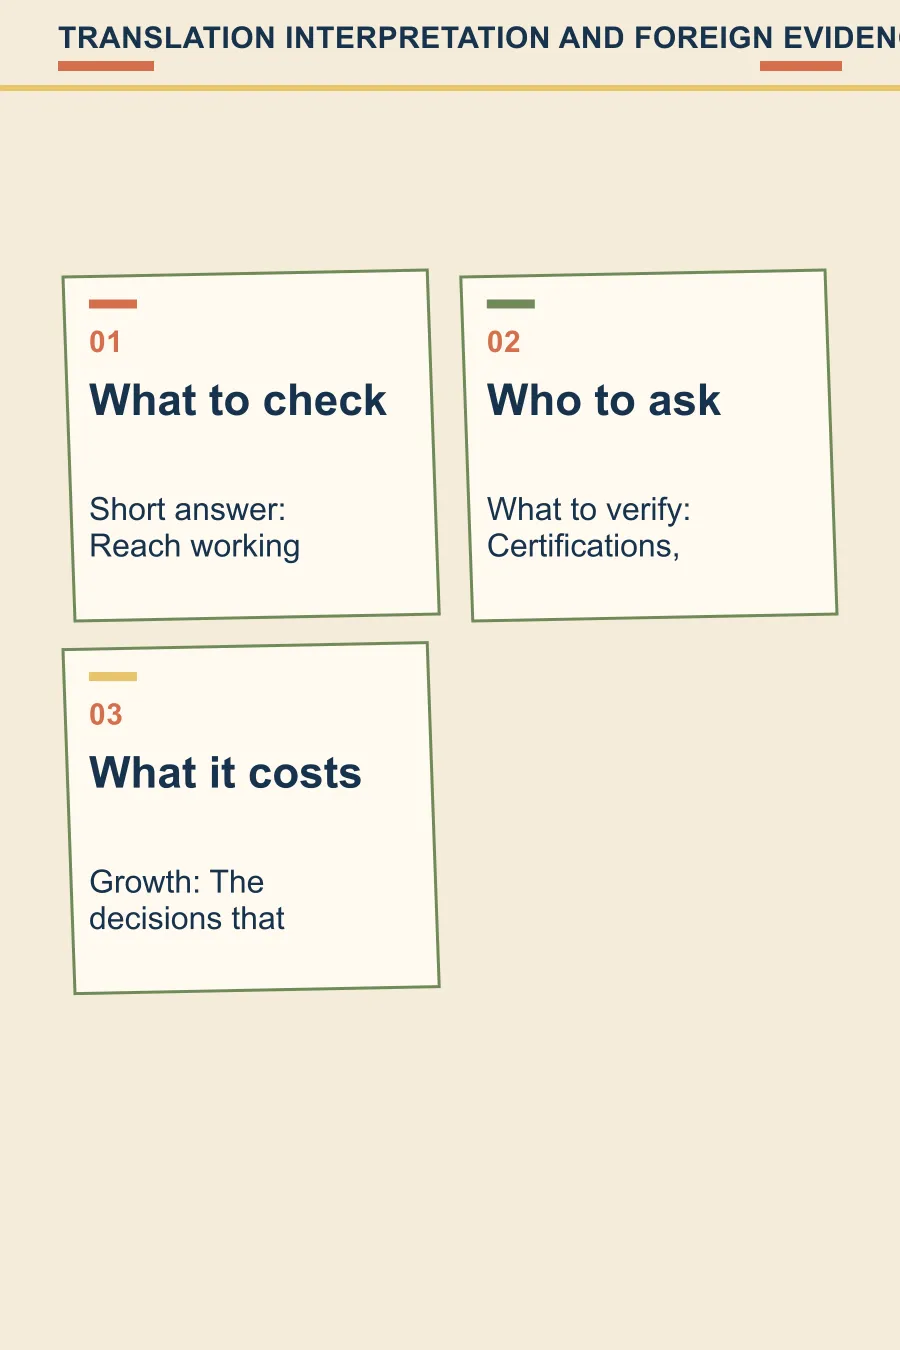 TRANSLATION INTERPRETATION AND FOREIGN EVIDENC
01
What to check
Short answer:
Reach working
02
Who to ask
What to verify:
Certifications,
03
What it costs
Growth: The
decisions that